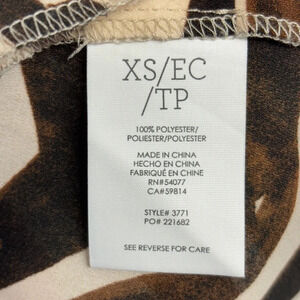 XS/EC
/TP
100% POLYESTER/
POLIESTER/POLYESTER
MADE IN CHINA
HECHO EN CHINA
FABRIQUÉ EN CHINE
RN#54077
CA#59814
STYLE# 3771
PO# 221682
SEE REVERSE FOR CARE